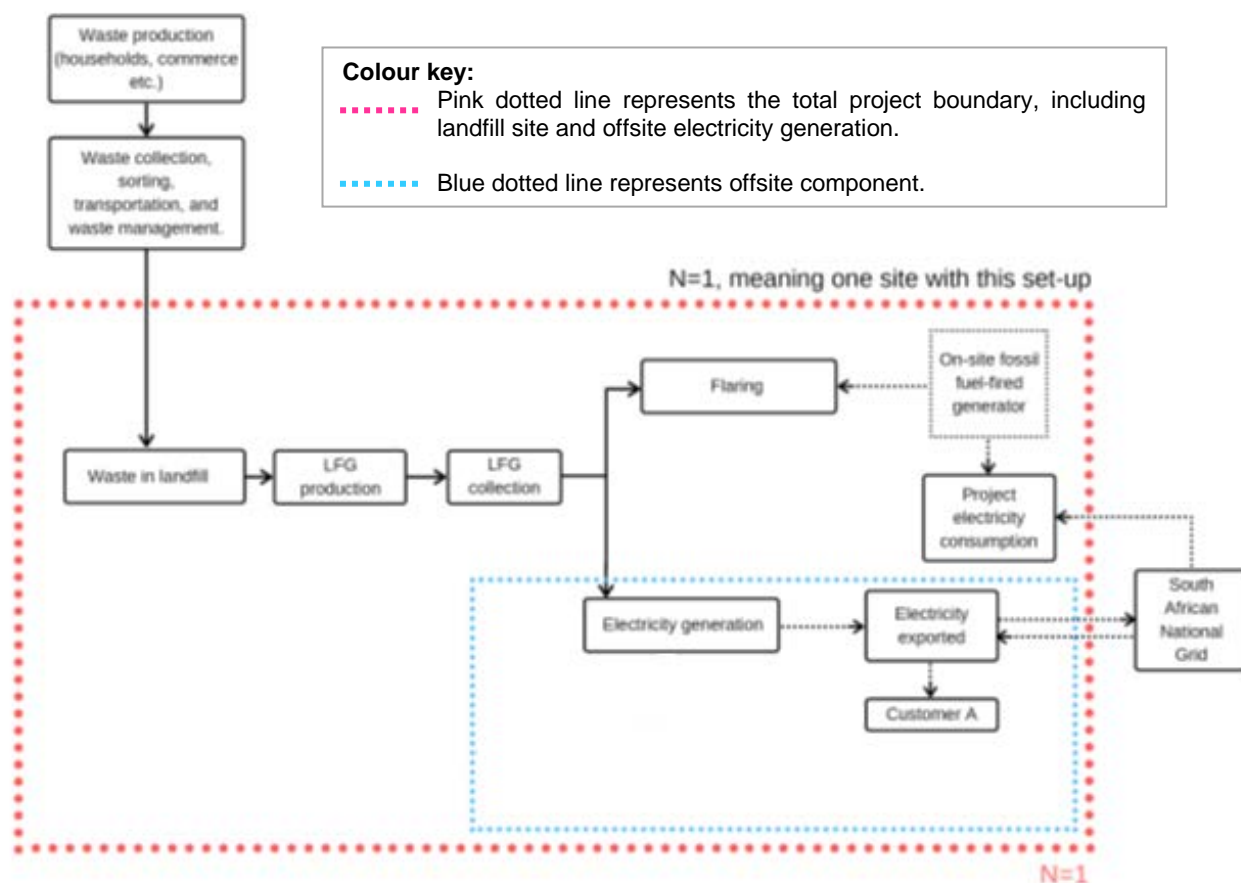 Waste production
(households, commerce
etc.)
Colour key:
Pink dotted line represents the total project boundary, including
landfill site and offsite electricity generation.
Blue dotted line represents offsite component.
Waste collection,
sorting,
transportation, and
waste management.
N=1, meaning one site with this set-up
On-site fossil
fuel-fired
generator
Flaring
Waste in landfill
LFG
production
LFG
collection
Project
electricity
consumption
South
African
National
Grid
Electricity generation
Electricity
exported
Customer A
N=1